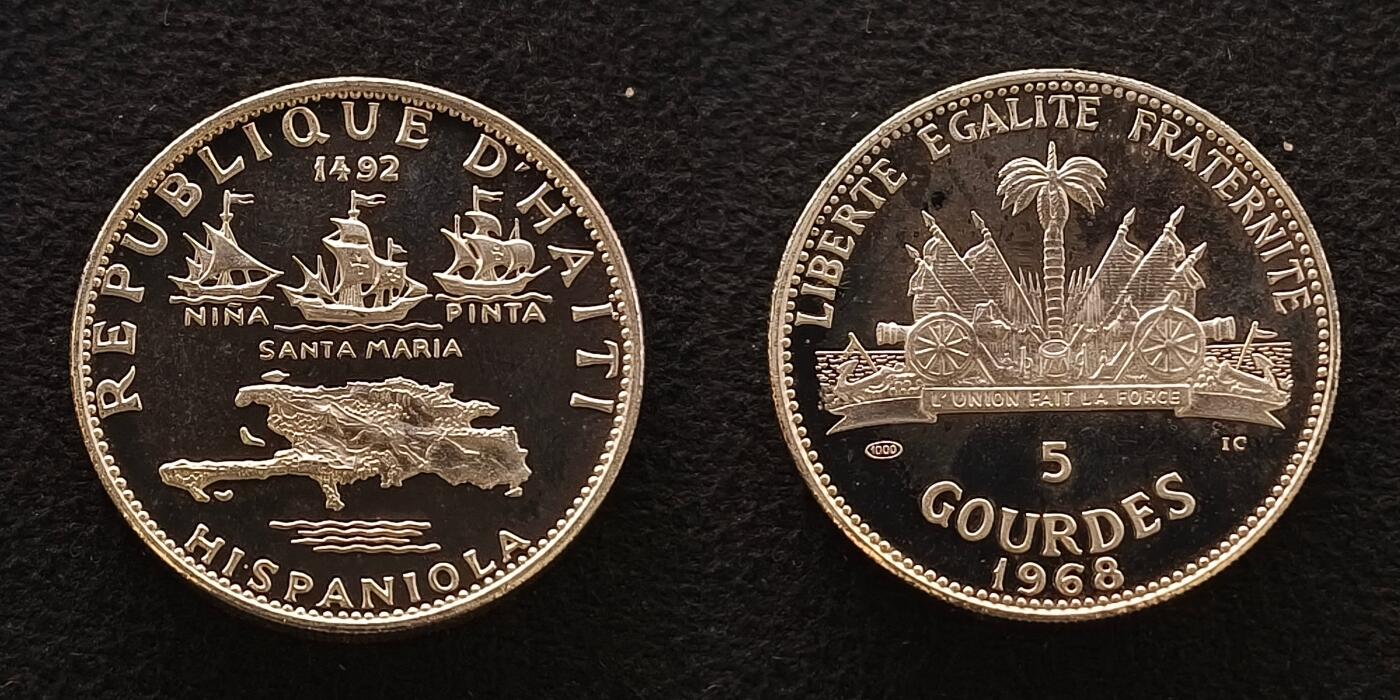 REPUBLIQUE D'HAITI
1492
NIÑA
PINTA
SANTA MARIA
HISPANIOLA
LIBERTE EGALITE FRATERNITE
L'UNION FAIT LA FORCE
1000
IC
5
GOURDES
1968